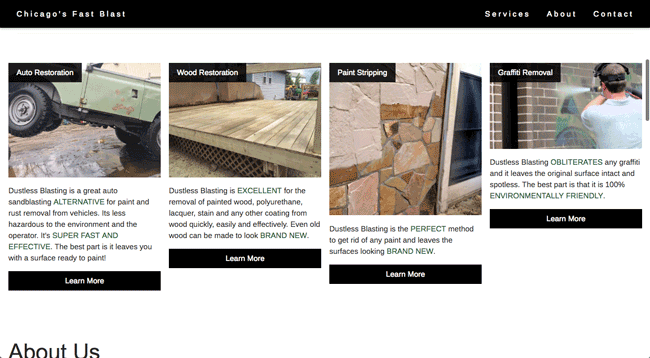 Chicago's Fast Blast
Services About Contact
Auto Restoration
Dustless Blasting is a great auto
sandblasting ALTERNATIVE for paint and
rust removal from vehicles. Its less
hazardous to the environment and the
operator. It's SUPER FAST AND
EFFECTIVE. The best part is it leaves you
with a surface ready to paint!
Learn More
Wood Restoration
Dustless Blasting is EXCELLENT for the
removal of painted wood, polyurethane,
lacquer, stain and any other coating from
wood quickly, easily and effectively. Even old
wood can be made to look BRAND NEW.
Learn More
Paint Stripping
Dustless Blasting is the PERFECT method
to get rid of any paint and leaves the
surfaces looking BRAND NEW.
Learn More
Graffiti Removal
Dustless Blasting OBLITERATES any graffiti
and it leaves the original surface intact and
spotless. The best part is that it is 100%
ENVIRONMENTALLY FRIENDLY.
Learn More
About Us